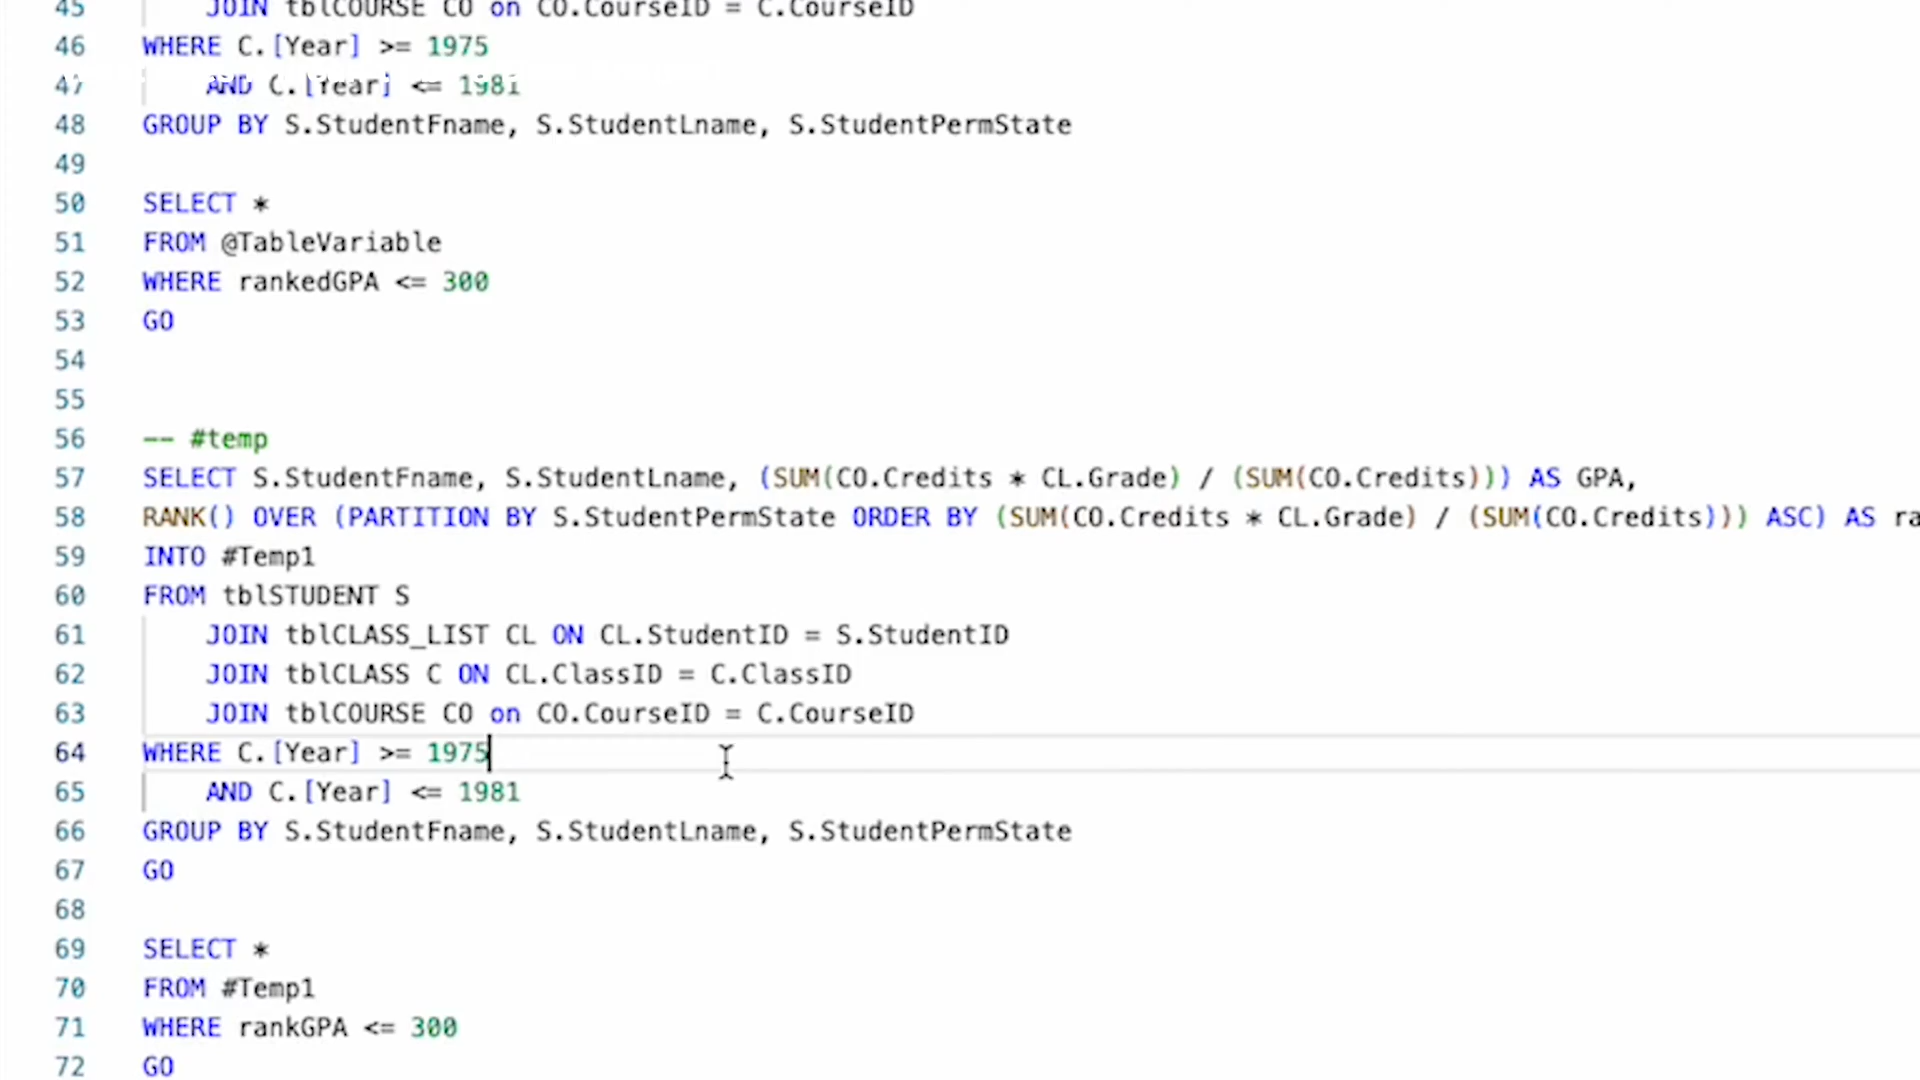 45 JOIN tblCOURSE CO on CO.CourseID = C.CourseID
46 WHERE C.[Year] >= 1975
47 AND C.[Year] <= 1981
48 GROUP BY S.StudentFname, S.StudentLname, S.StudentPermState
49
50 SELECT *
51 FROM @TableVariable
52 WHERE rankedGPA <= 300
53 GO
54
55
56 -- #temp
57 SELECT S.StudentFname, S.StudentLname, (SUM(CO.Credits * CL.Grade) / (SUM(CO.Credits))) AS GPA,
58 RANK() OVER (PARTITION BY S.StudentPermState ORDER BY (SUM(CO.Credits * CL.Grade) / (SUM(CO.Credits))) ASC) AS ra
59 INTO #Temp1
60 FROM tblSTUDENT S
61 JOIN tblCLASS_LIST CL ON CL.StudentID = S.StudentID
62 JOIN tblCLASS C ON CL.ClassID = C.ClassID
63 JOIN tblCOURSE CO on CO.CourseID = C.CourseID
64 WHERE C.[Year] >= 1975
65 AND C.[Year] <= 1981
66 GROUP BY S.StudentFname, S.StudentLname, S.StudentPermState
67 GO
68
69 SELECT *
70 FROM #Temp1
71 WHERE rankGPA <= 300
72 GO